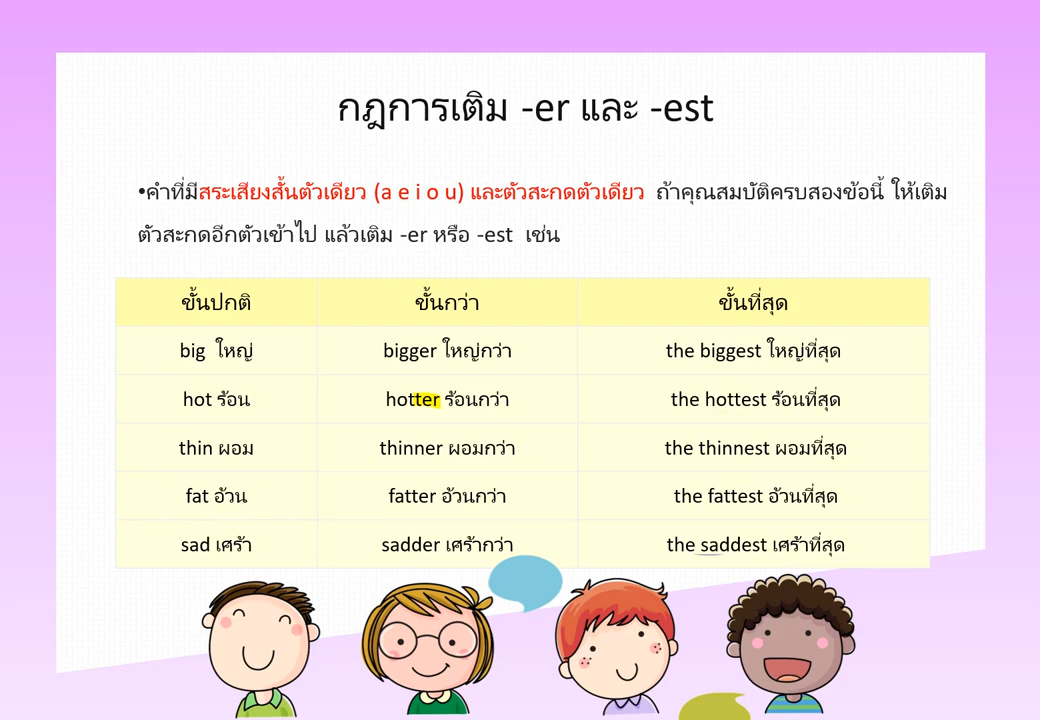 กฎการเติม -er และ -est
•คำที่มีสระเสียงสั้นตัวเดียว (a e i o u) และตัวสะกดตัวเดียว ถ้าคุณสมบัติครบสองข้อนี้ ให้เติม
ตัวสะกดอีกตัวเข้าไป แล้วเติม -er หรือ -est เช่น
ขั้นปกติ ขั้นกว่า ขั้นที่สุด
big ใหญ่ bigger ใหญ่กว่า the biggest ใหญ่ที่สุด
hot ร้อน hotter ร้อนกว่า the hottest ร้อนที่สุด
thin ผอม thinner ผอมกว่า the thinnest ผอมที่สุด
fat อ้วน fatter อ้วนกว่า the fattest อ้วนที่สุด
sad เศร้า sadder เศร้ากว่า the saddest เศร้าที่สุด